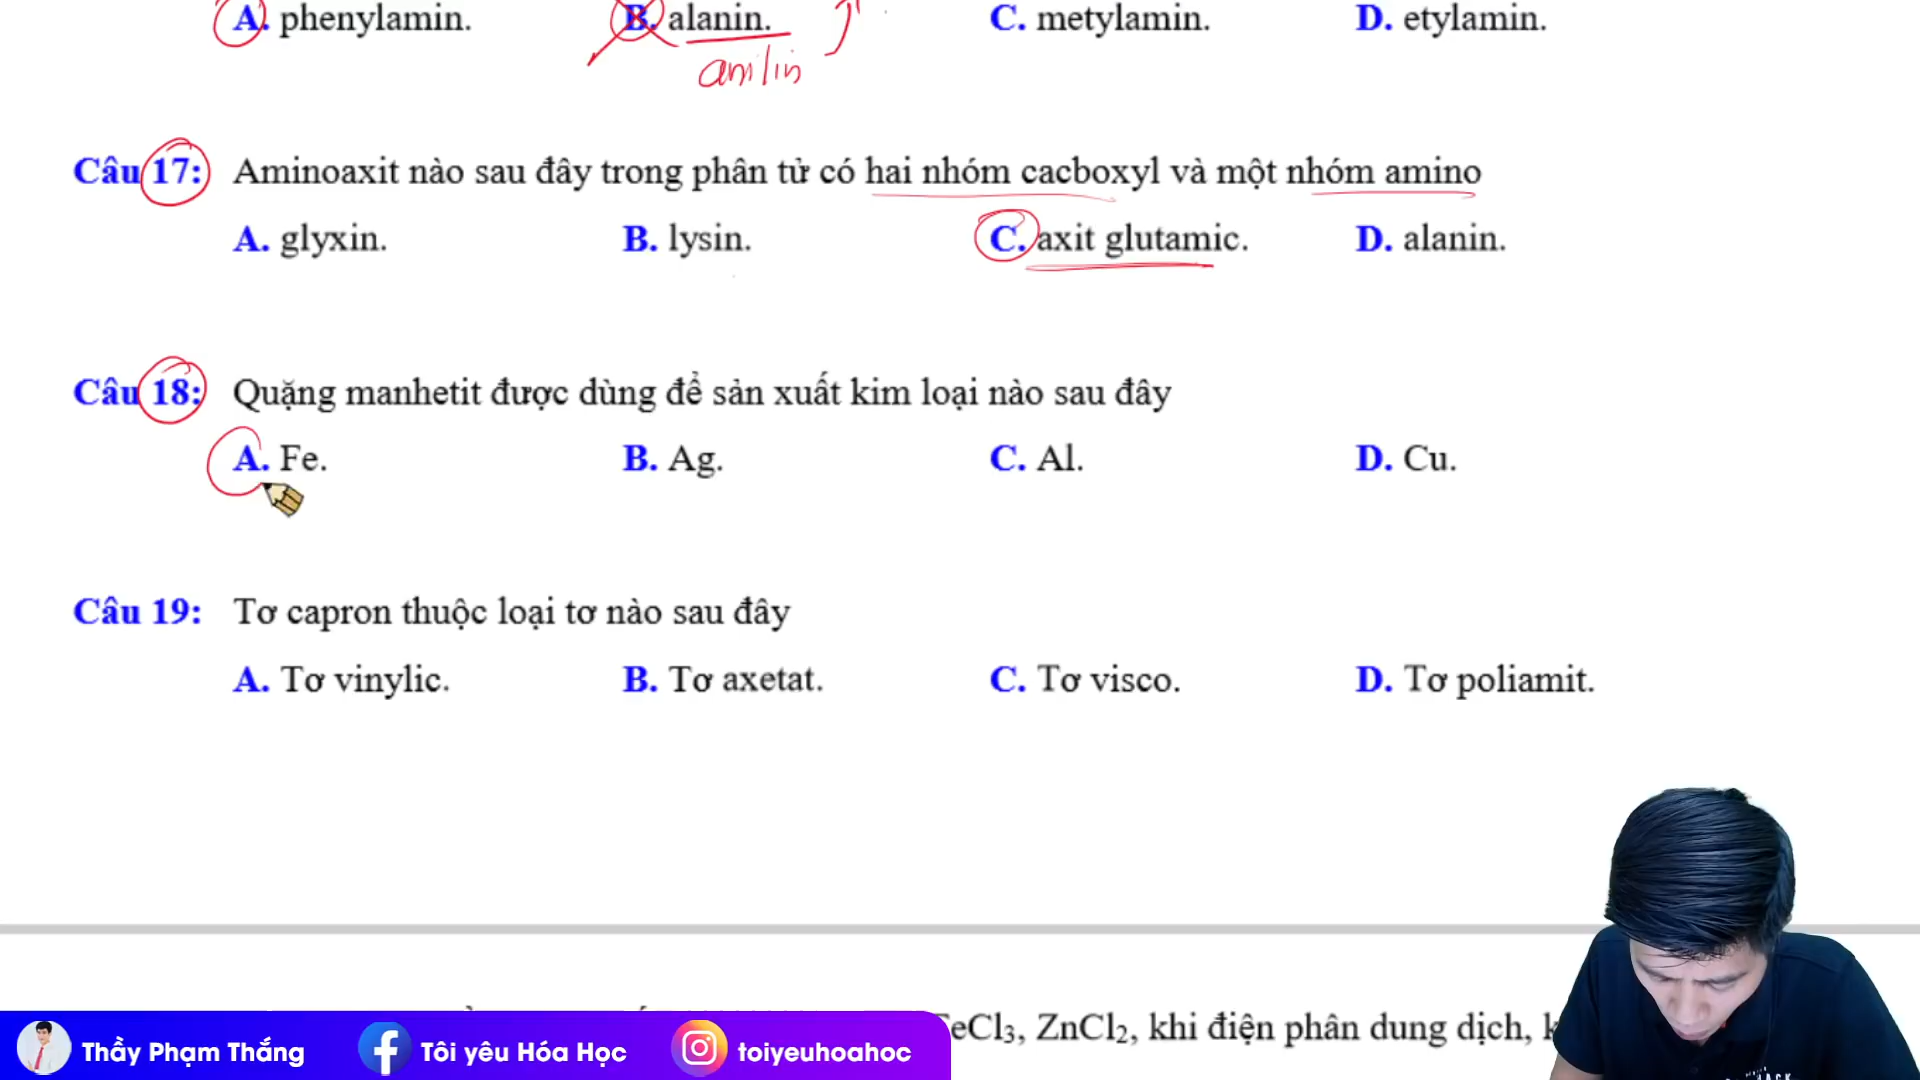 A. phenylamin. B. alanin. C. metylamin. D. etylamin.
anilin
Câu 17: Aminoaxit nào sau đây trong phân tử có hai nhóm cacboxyl và một nhóm amino
A. glyxin. B. lysin. C. axit glutamic. D. alanin.
Câu 18: Quặng manhetit được dùng để sản xuất kim loại nào sau đây
A. Fe. B. Ag. C. Al. D. Cu.
Câu 19: Tơ capron thuộc loại tơ nào sau đây
A. Tơ vinylic. B. Tơ axetat. C. Tơ visco. D. Tơ poliamit.
FeCl3, ZnCl2, khi điện phân dung dịch,
Thầy Phạm Thắng Tôi yêu Hóa Học toiyeuhoahoc